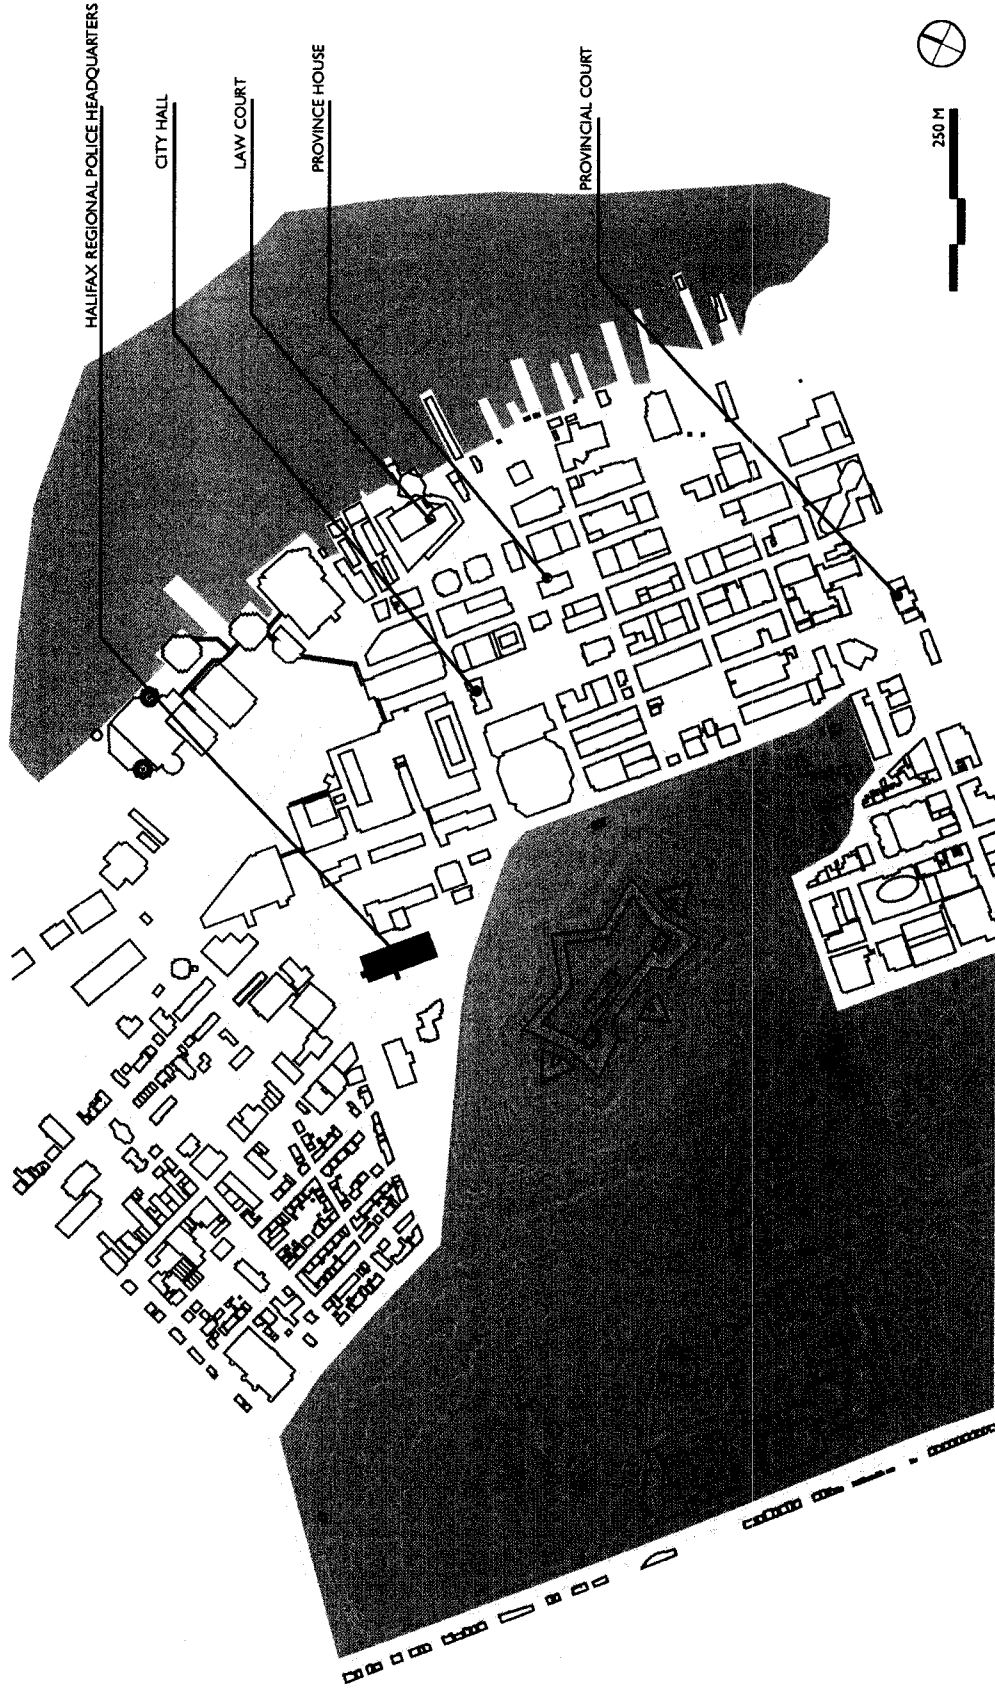 HALIFAX REGIONAL POLICE HEADQUARTERS
CITY HALL
LAW COURT
PROVINCE HOUSE
PROVINCIAL COURT
250 M